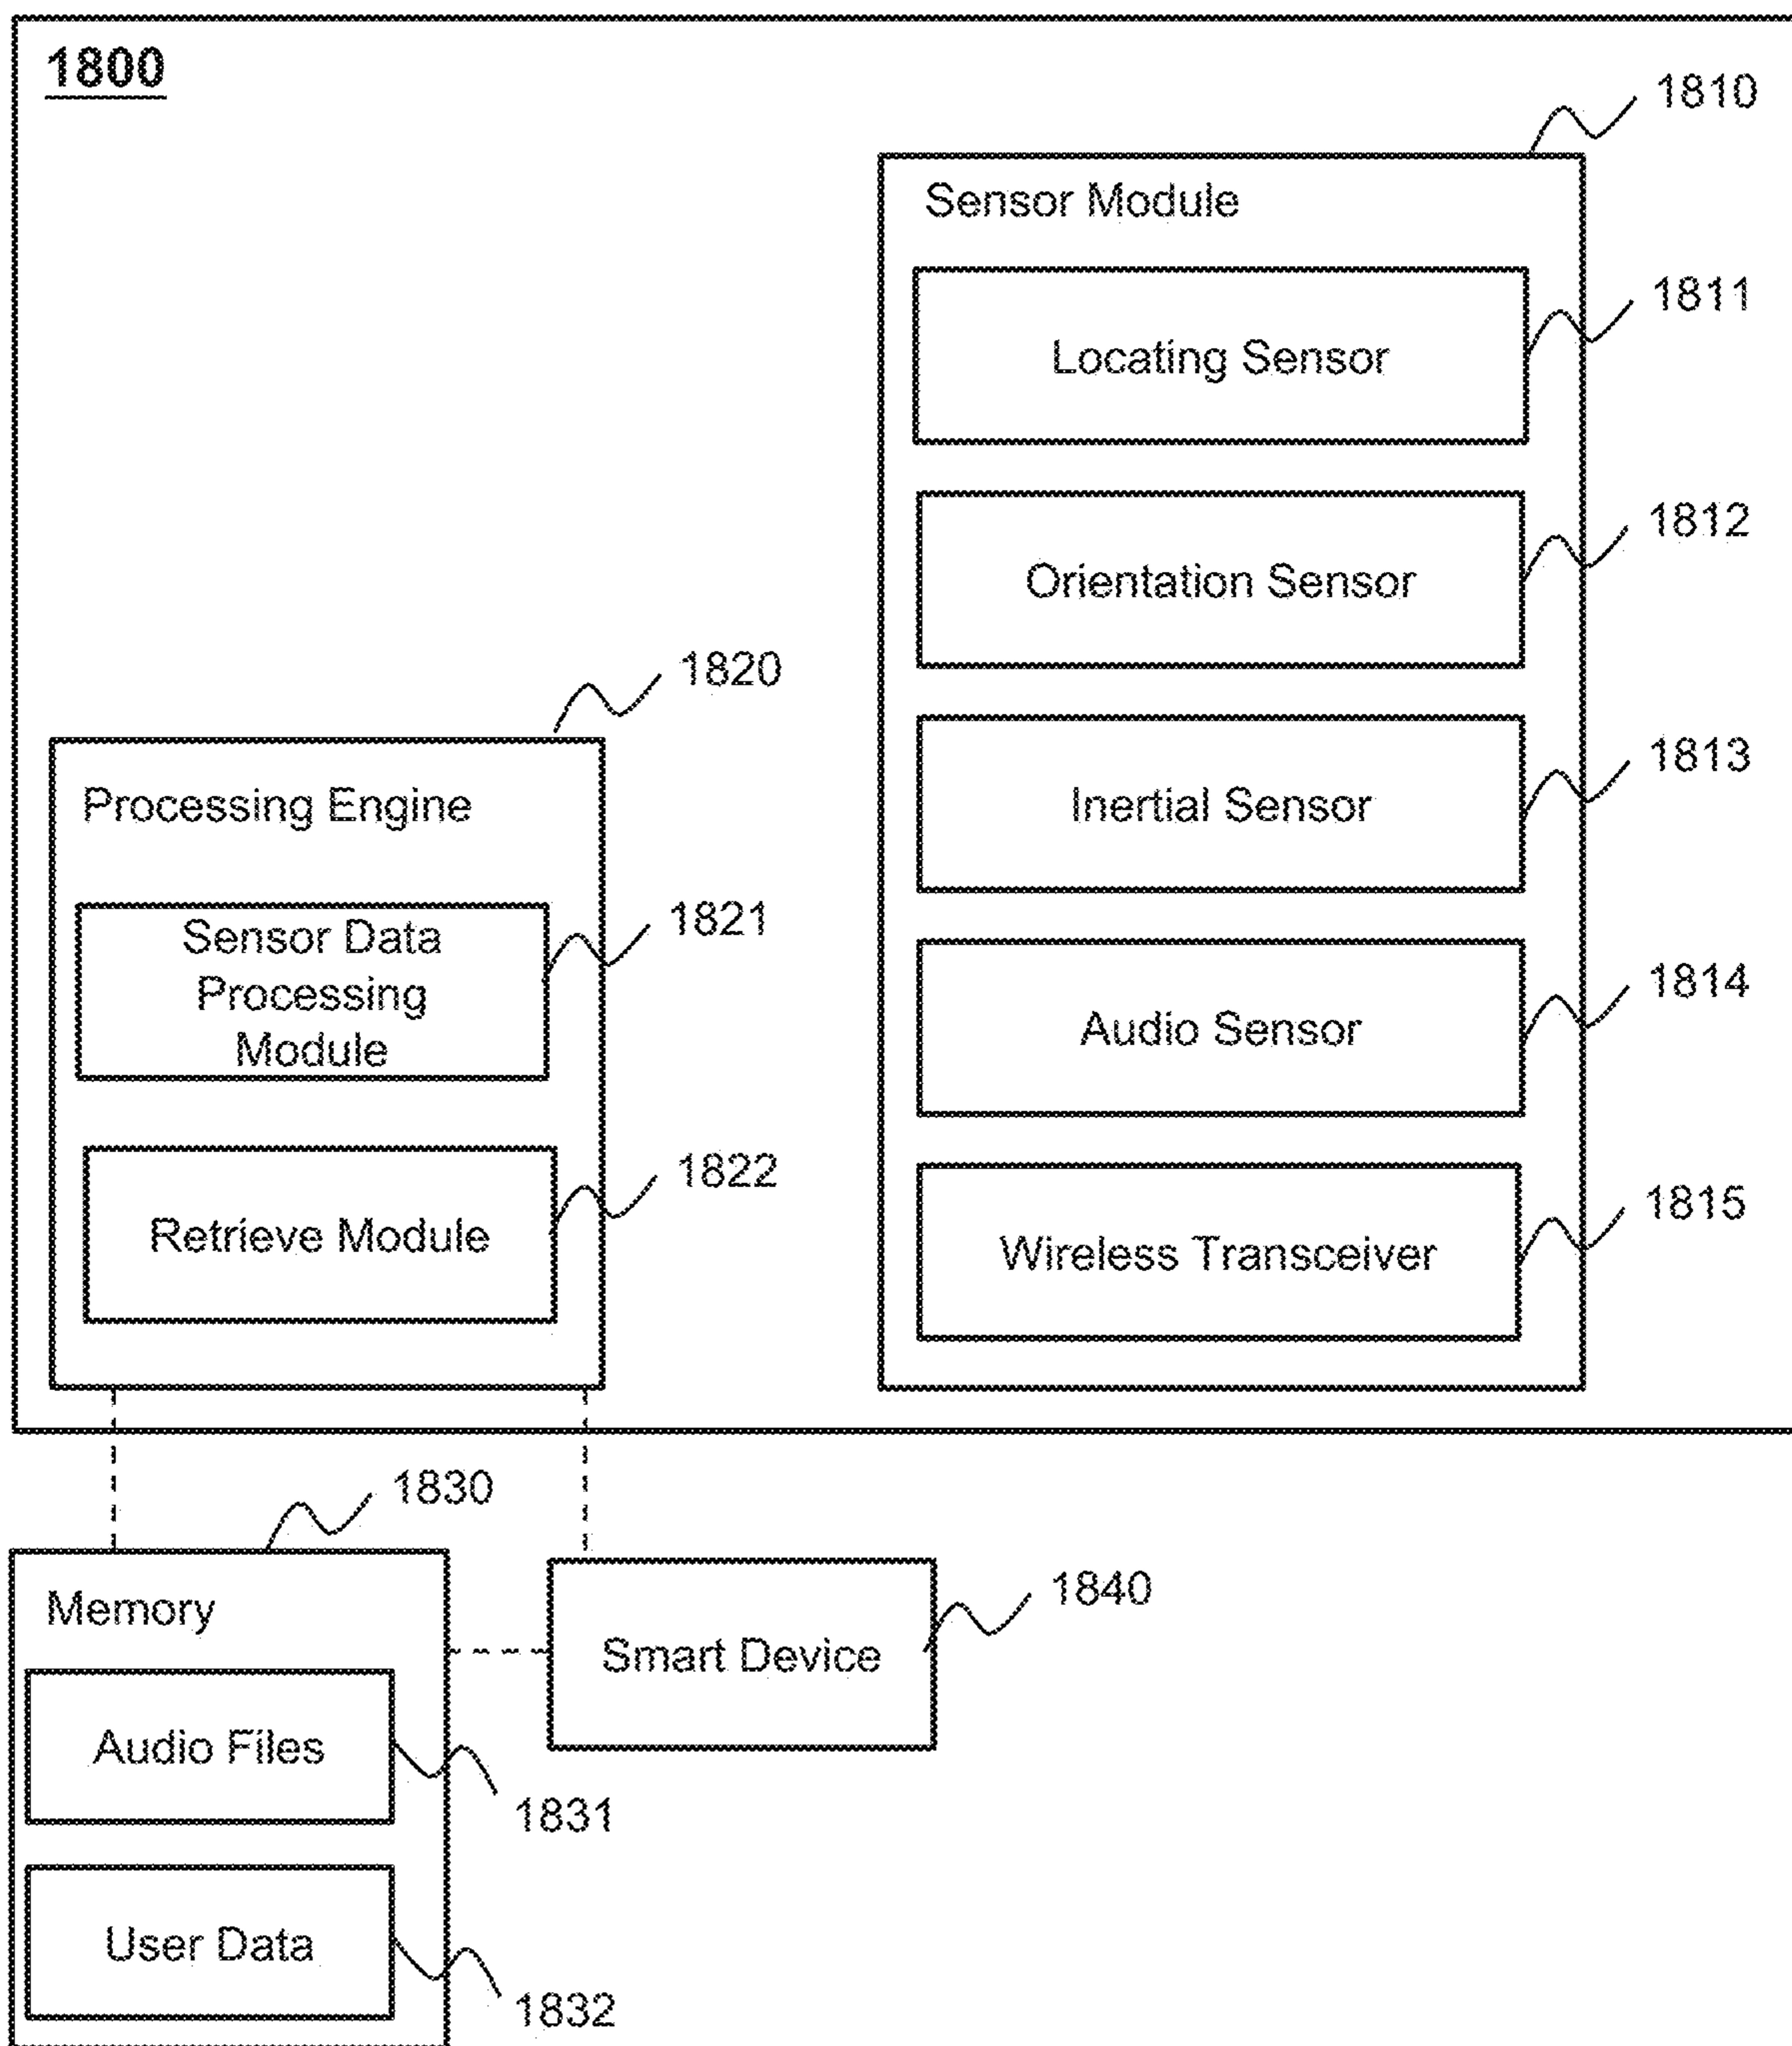 1800
1810
Sensor Module
Locating Sensor
1811
Orientation Sensor
1812
Inertial Sensor
1813
Audio Sensor
1814
Wireless Transceiver
1815
1820
Processing Engine
Sensor Data
Processing
Module
1821
Retrieve Module
1822
1830
Memory
Audio Files
1831
User Data
1832
Smart Device
1840